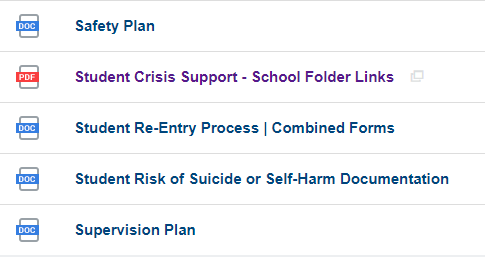 DOC Safety Plan
PDF Student Crisis Support - School Folder Links
DOC Student Re-Entry Process | Combined Forms
DOC Student Risk of Suicide or Self-Harm Documentation
DOC Supervision Plan